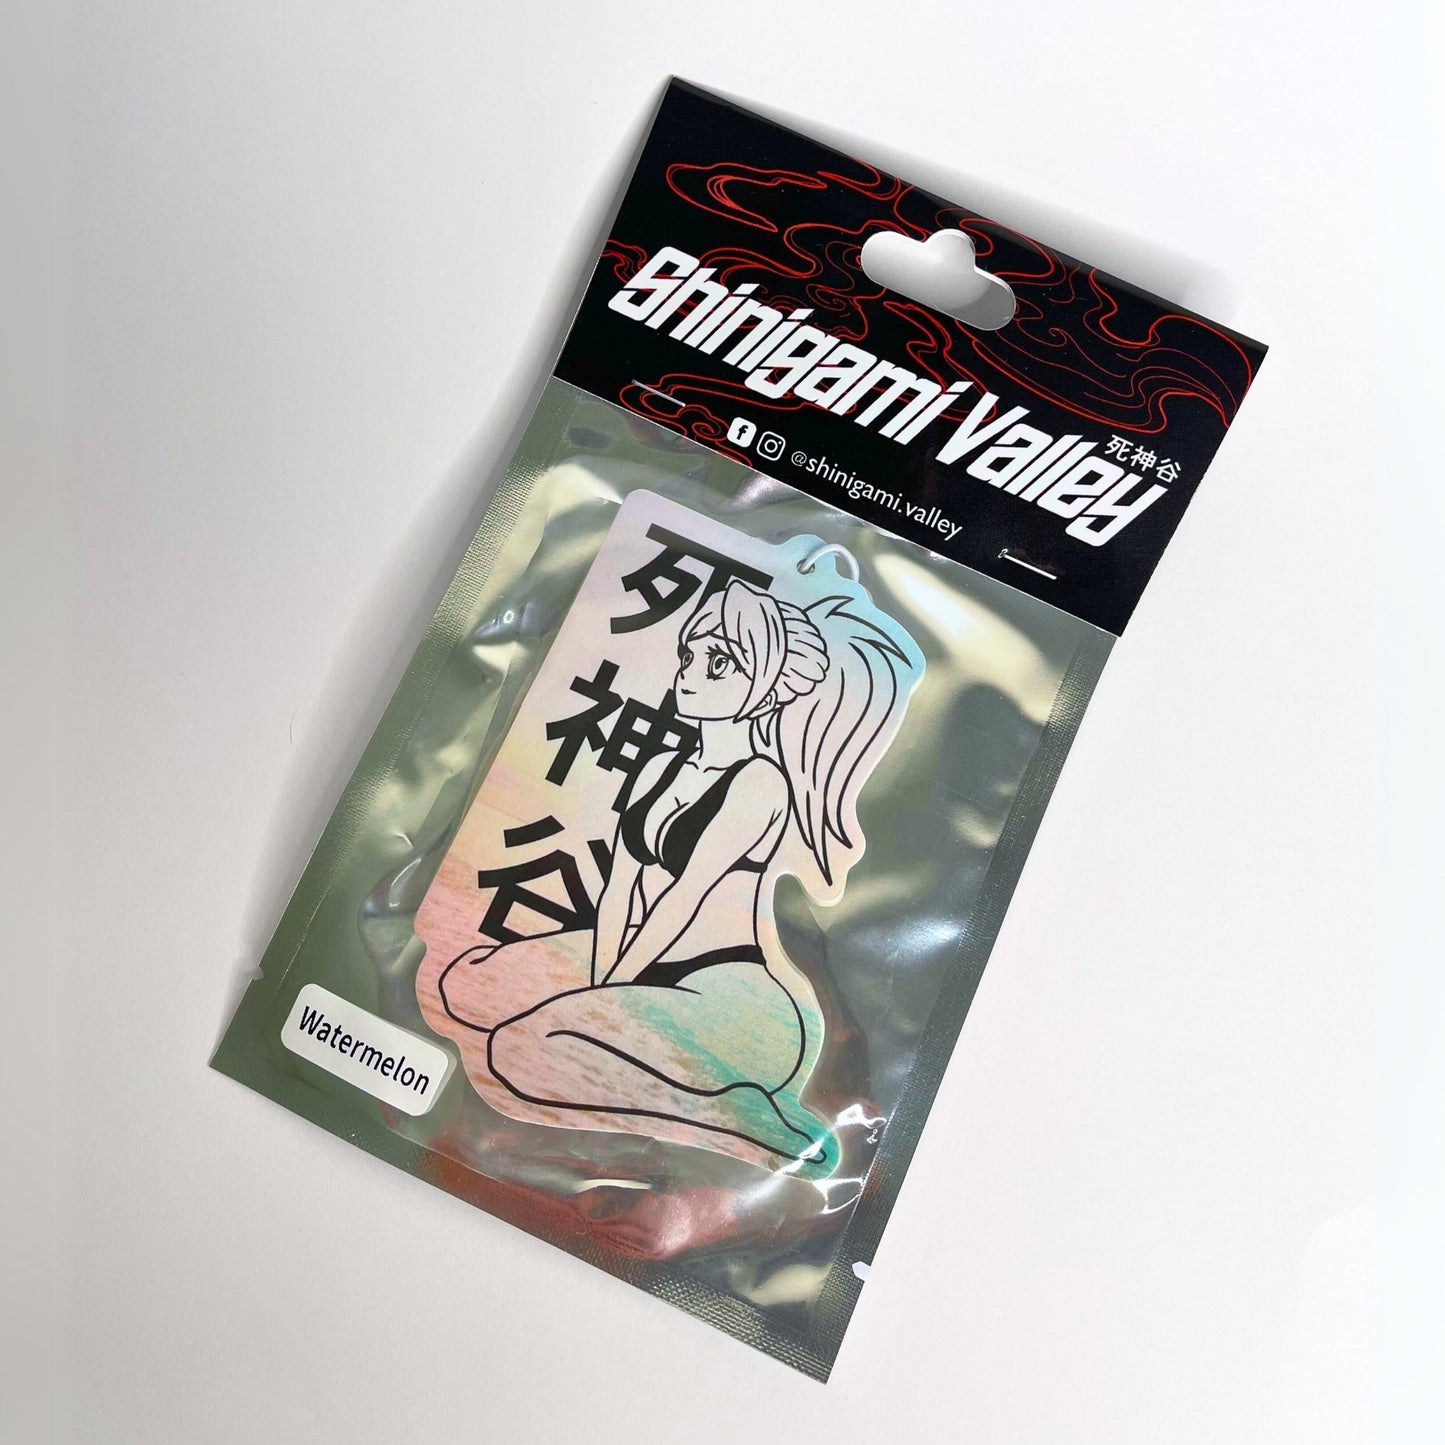 Shinigami Valley
死神谷
@shinigami.valley
死
神
谷
Watermelon